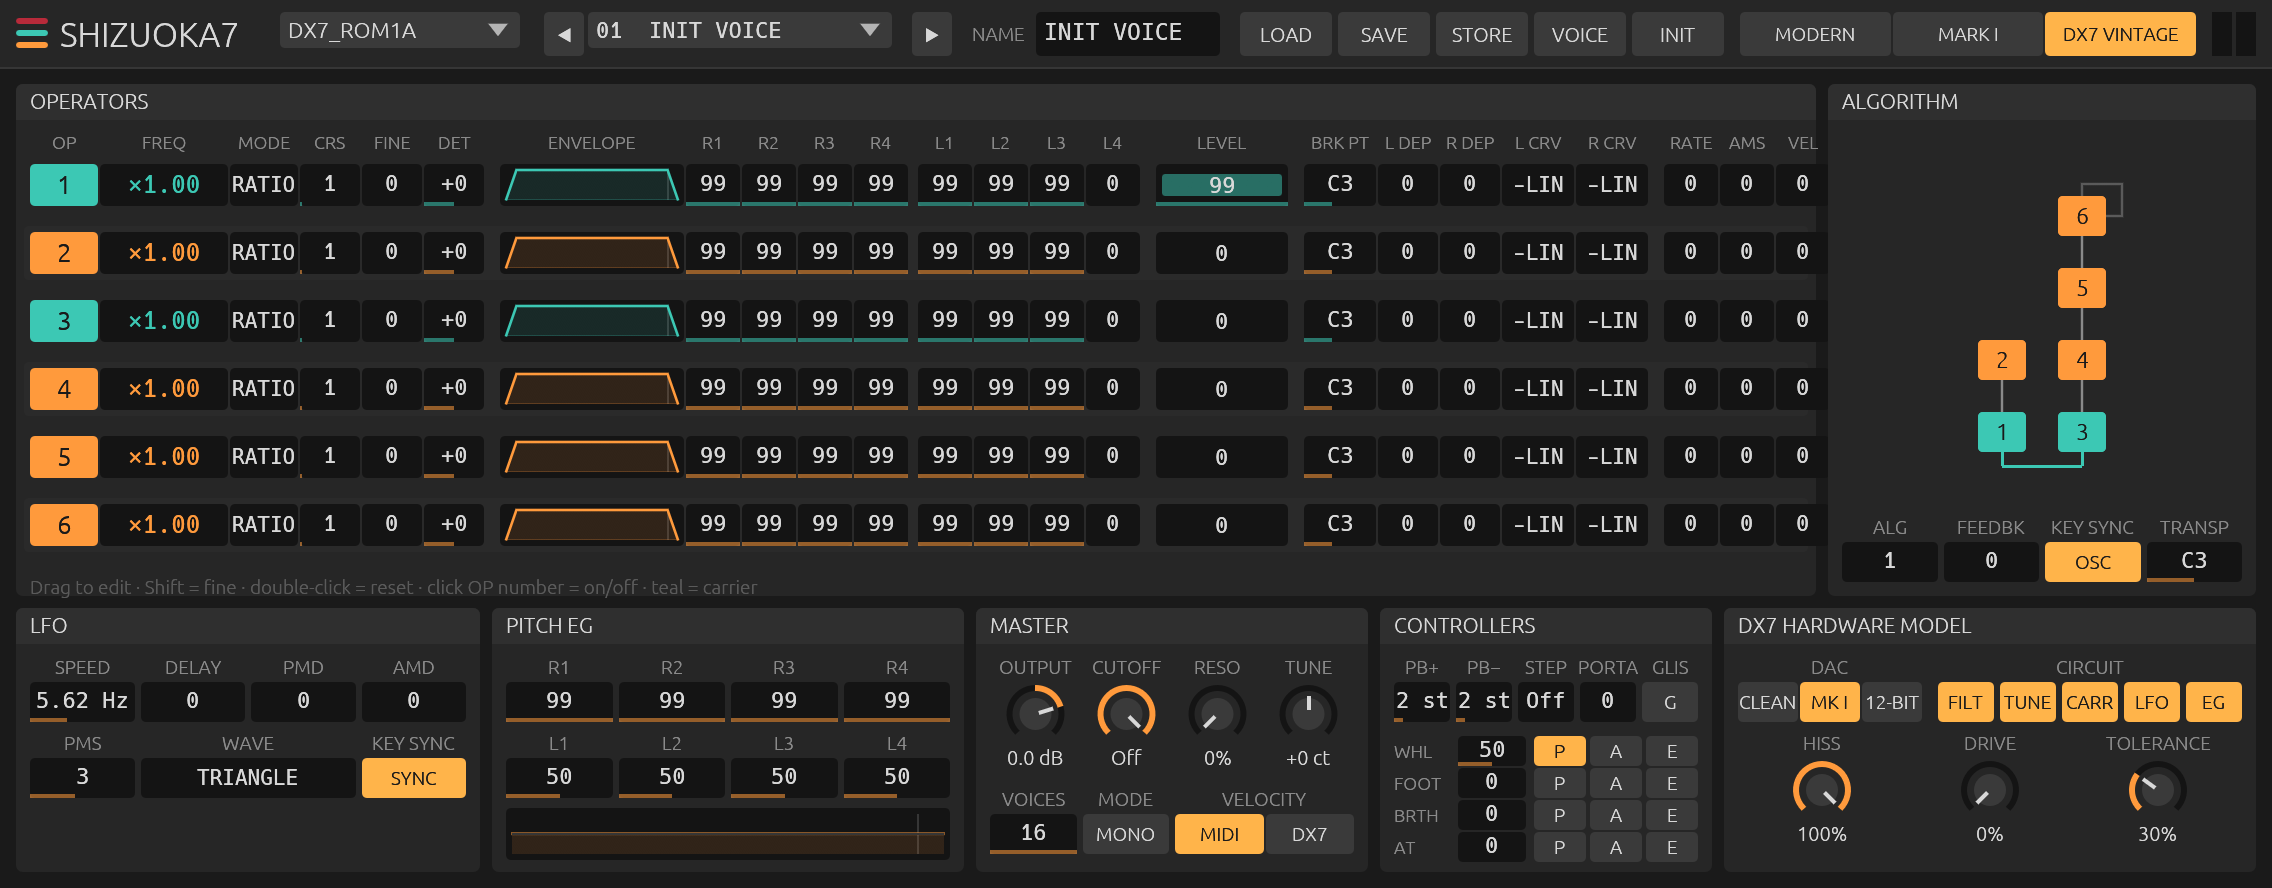 SHIZUOKA7 DX7_ROM1A 01 INIT VOICE NAME INIT VOICE LOAD SAVE STORE VOICE INIT MODERN MARK I DX7 VINTAGE
OPERATORS
OP FREQ MODE CRS FINE DET ENVELOPE R1 R2 R3 R4 L1 L2 L3 L4 LEVEL BRK PT L DEP R DEP L CRV R CRV RATE AMS VEL
1 ×1.00 RATIO 1 0 +0 99 99 99 99 99 99 99 0 99 C3 0 0 -LIN -LIN 0 0 0
2 ×1.00 RATIO 1 0 +0 99 99 99 99 99 99 99 0 0 C3 0 0 -LIN -LIN 0 0 0
3 ×1.00 RATIO 1 0 +0 99 99 99 99 99 99 99 0 0 C3 0 0 -LIN -LIN 0 0 0
4 ×1.00 RATIO 1 0 +0 99 99 99 99 99 99 99 0 0 C3 0 0 -LIN -LIN 0 0 0
5 ×1.00 RATIO 1 0 +0 99 99 99 99 99 99 99 0 0 C3 0 0 -LIN -LIN 0 0 0
6 ×1.00 RATIO 1 0 +0 99 99 99 99 99 99 99 0 0 C3 0 0 -LIN -LIN 0 0 0
Drag to edit · Shift = fine · double-click = reset · click OP number = on/off · teal = carrier
ALGORITHM
6
5
2 4
1 3
ALG FEEDBK KEY SYNC TRANSP
1 0 OSC C3
LFO
SPEED DELAY PMD AMD
5.62 Hz 0 0 0
PMS WAVE KEY SYNC
3 TRIANGLE SYNC
PITCH EG
R1 R2 R3 R4
99 99 99 99
L1 L2 L3 L4
50 50 50 50
MASTER
OUTPUT CUTOFF RESO TUNE
0.0 dB Off 0% +0 ct
VOICES MODE VELOCITY
16 MONO MIDI DX7
CONTROLLERS
PB+ PB− STEP PORTA GLIS
2 st 2 st Off 0 G
WHL 50 P A E
FOOT 0 P A E
BRTH 0 P A E
AT 0 P A E
DX7 HARDWARE MODEL
DAC CIRCUIT
CLEAN MK I 12-BIT FILT TUNE CARR LFO EG
HISS DRIVE TOLERANCE
100% 0% 30%